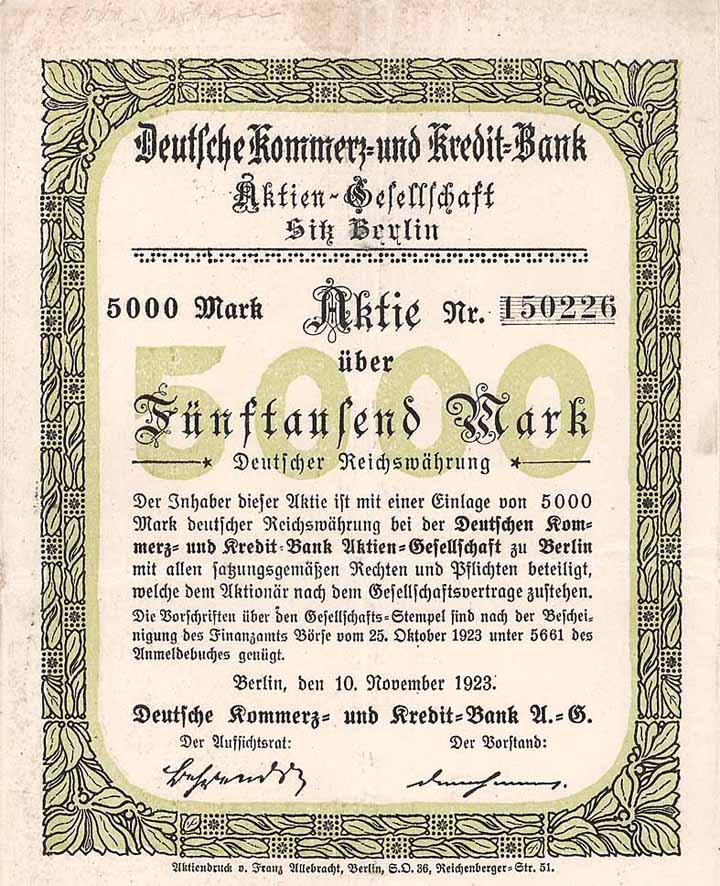 Deutsche Kommerz- und Kredit-Bank
Aktien-Gesellschaft
Sitz Berlin
5000 Mark Aktie Nr. 150226
5000
über
Fünftausend Mark
Deutscher Reichswährung
Der Inhaber dieser Aktie ist mit einer Einlage von 5000
Mark deutscher Reichswährung bei der Deutschen Kom-
merz- und Kredit-Bank Aktien-Gesellschaft zu Berlin
mit allen satzungsgemäßen Rechten und Pflichten beteiligt,
welche dem Aktionär nach dem Gesellschaftsvertrage zustehen.
Die Vorschriften über den Gesellschafts-Stempel sind nach der Beschei-
nigung des Finanzamts Börse vom 25. Oktober 1923 unter 5661 des
Anmeldebuches genügt.
Berlin, den 10. November 1923.
Deutsche Kommerz- und Kredit-Bank A.-G.
Der Aufsichtsrat: Der Vorstand:
Aktiendruck v. Franz Allebracht, Berlin, S.O. 36, Reichenberger-Str. 51.